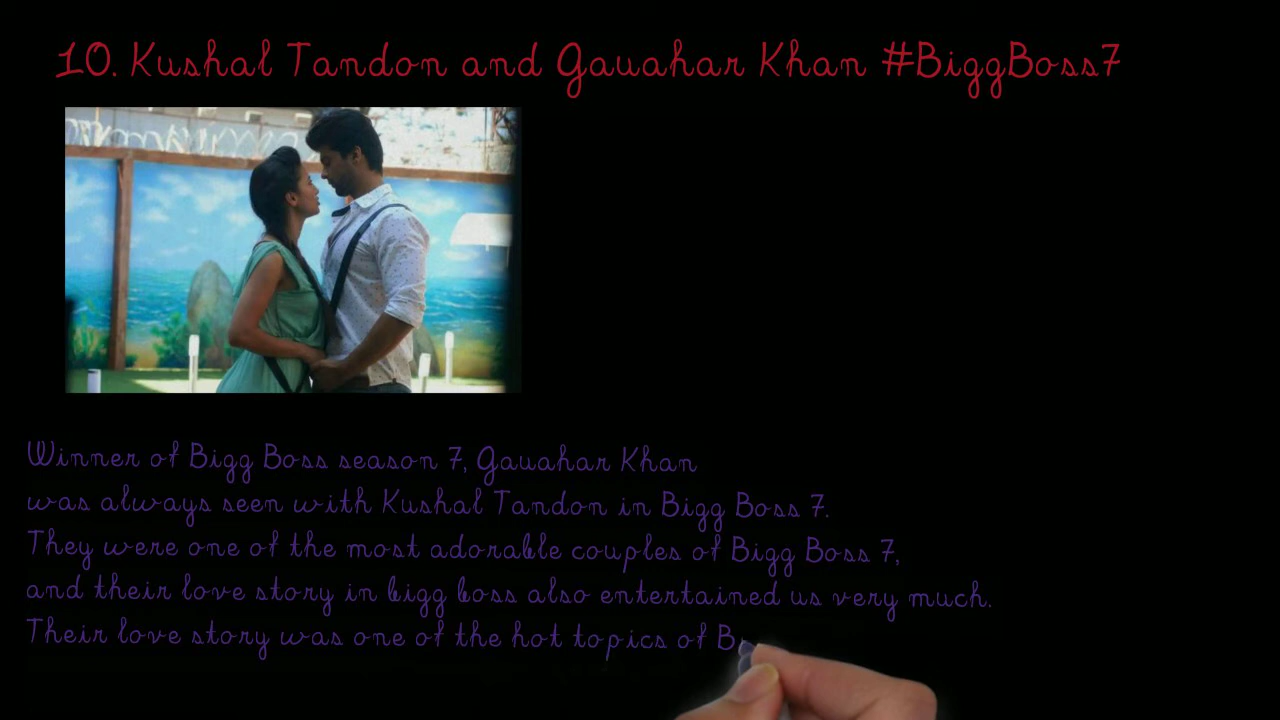 10. Kushal Tandon and Gauahar Khan #BiggBoss7
Winner of Bigg Boss season 7, Gauahar Khan
was always seen with Kushal Tandon in Bigg Boss 7.
They were one of the most adorable couples of Bigg Boss 7,
and their love story in bigg boss also entertained us very much.
Their love story was one of the hot topics of